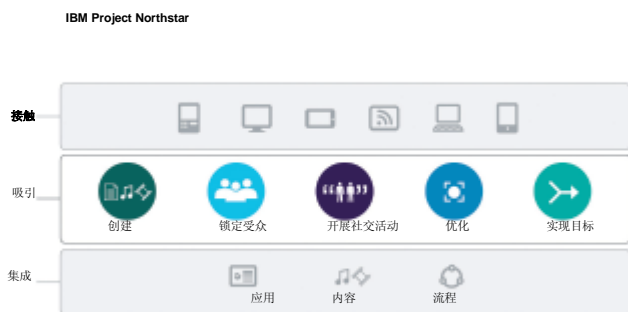 IBM Project Northstar
接触
吸引
创建 锁定受众 开展社交活动 优化 实现目标
集成
应用 内容 流程